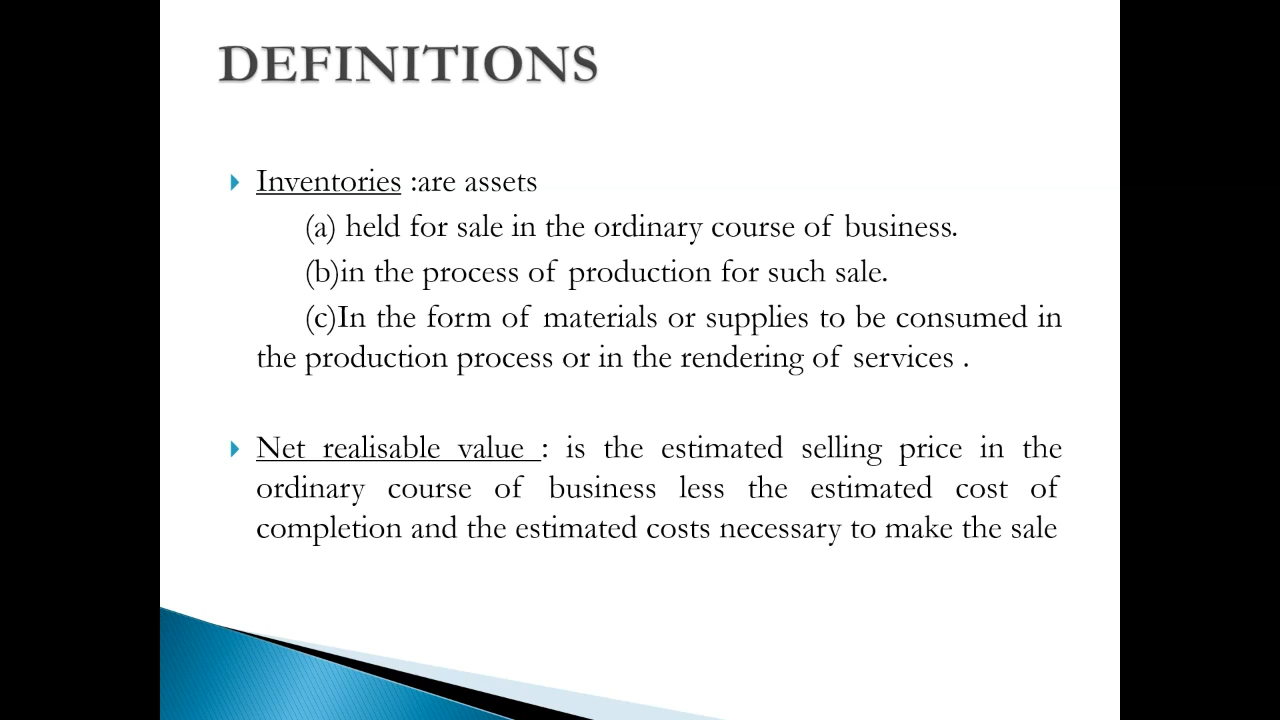 DEFINITIONS
Inventories :are assets
(a) held for sale in the ordinary course of business.
(b)in the process of production for such sale.
(c)In the form of materials or supplies to be consumed in
the production process or in the rendering of services .
Net realisable value : is the estimated selling price in the
ordinary course of business less the estimated cost of
completion and the estimated costs necessary to make the sale